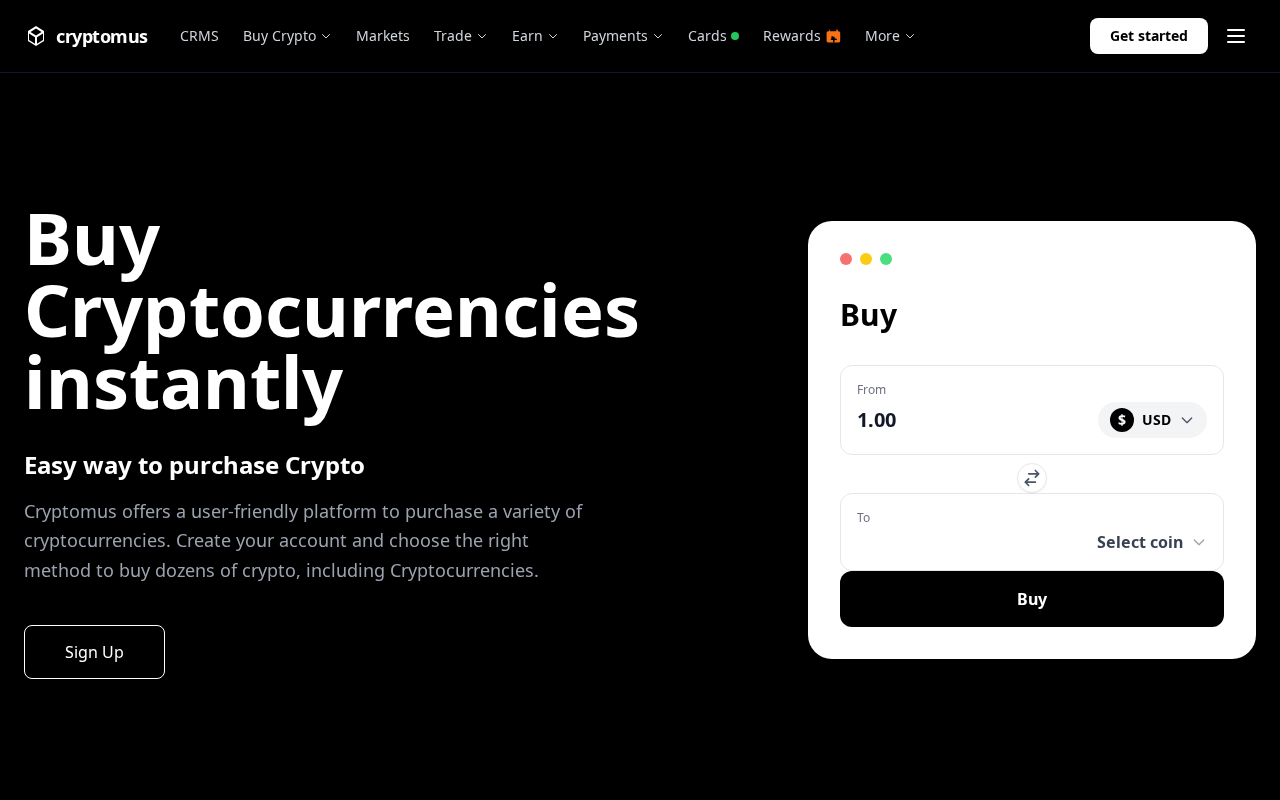 cryptomus CRMS Buy Crypto Markets Trade Earn Payments Cards Rewards More Get started
Buy
Cryptocurrencies
instantly
Easy way to purchase Crypto
Cryptomus offers a user-friendly platform to purchase a variety of
cryptocurrencies. Create your account and choose the right
method to buy dozens of crypto, including Cryptocurrencies.
Sign Up
Buy
From
1.00 $ USD
To
Select coin
Buy